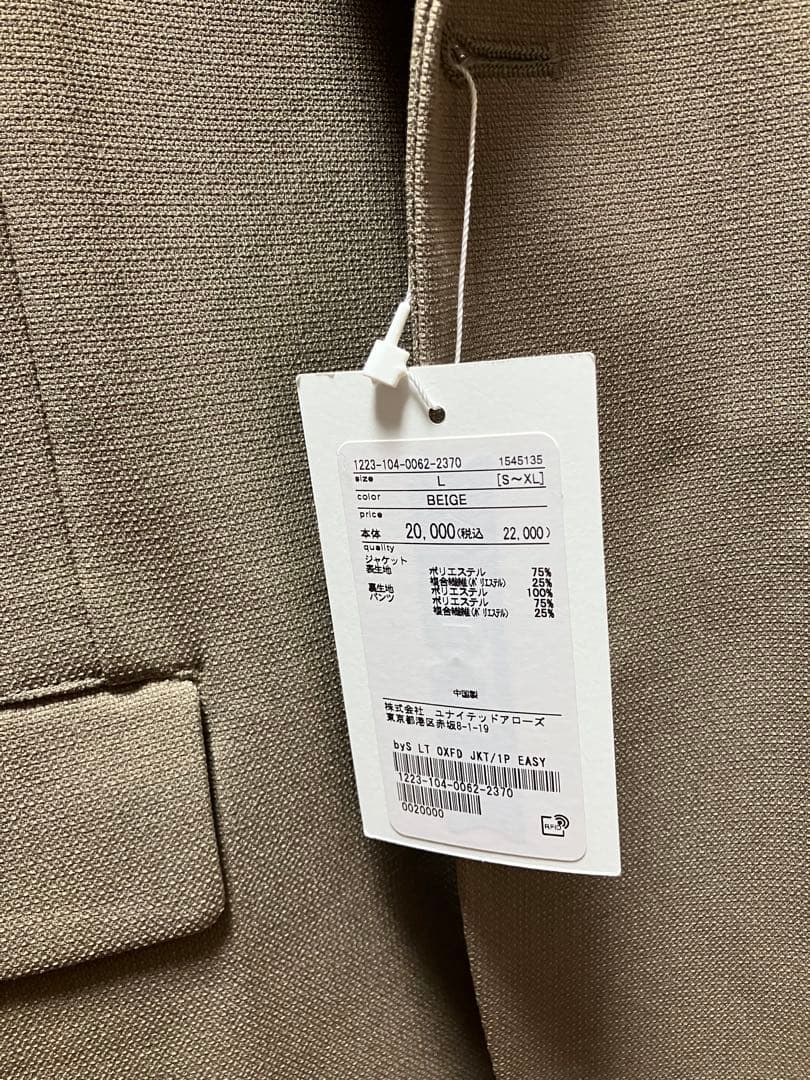 1223-104-0062-2370 1545135
size L [S～XL]
color BEIGE
price
本体 20,000(税込 22,000)
quality
ジャケット
表生地 ポリエステル 75%
複合繊維(ポリエステル) 25%
裏生地 ポリエステル 100%
パンツ ポリエステル 75%
複合繊維(ポリエステル) 25%
中国製
株式会社 ユナイテッドアローズ
東京都港区赤坂8-1-19
byS LT OXFD JKT/1P EASY
1223-104-0062-2370
0020000
RFID